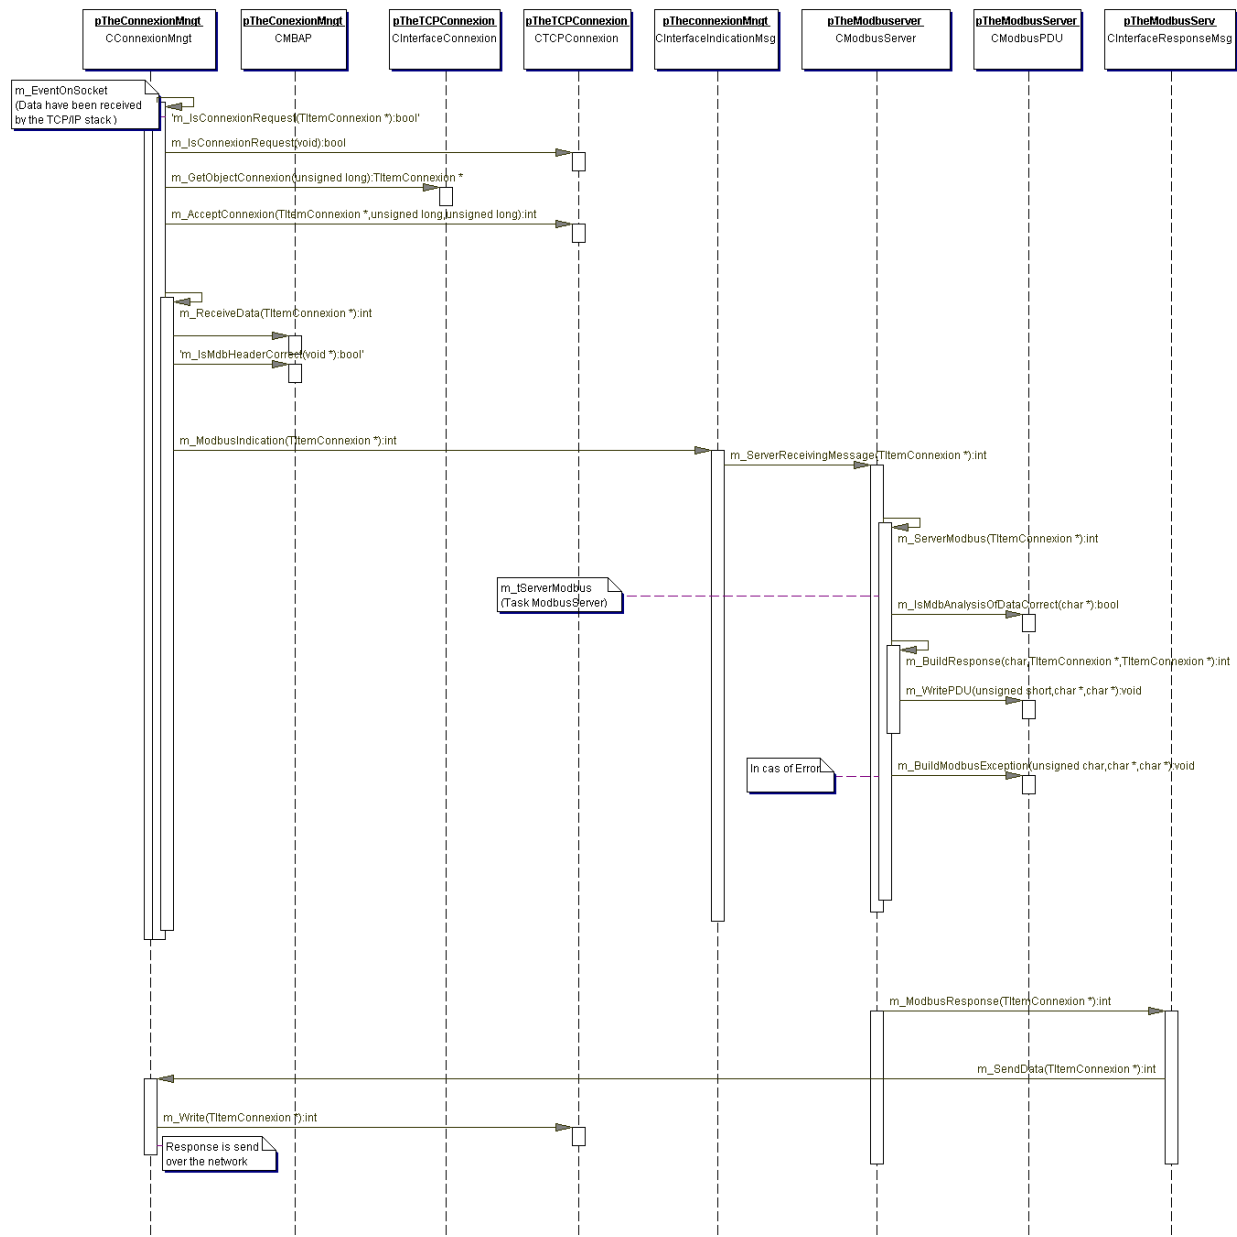 pTheConnexionMngt
CConnexionMngt
pTheConexionMngt
CMBAP
pTheTCPConnexion
CInterfaceConnexion
pTheTCPConnexion
CTCPConnexion
pTheconnexionMngt
CInterfaceIndicationMsg
pTheModbuserver
CModbusServer
pTheModbusServer
CModbusPDU
pTheModbusServ
CInterfaceResponseMsg
m_EventOnSocket
(Data have been received
by the TCP/IP stack )
'm_IsConnexionRequest(TItemConnexion *):bool'
m_IsConnexionRequest(void):bool
m_GetObjectConnexion(unsigned long):TItemConnexion *
m_AcceptConnexion(TItemConnexion *,unsigned long,unsigned long):int
m_ReceiveData(TItemConnexion *):int
'm_IsMdbHeaderCorrect(void *):bool'
m_ModbusIndication(TItemConnexion *):int
m_ServerReceivingMessage(TItemConnexion *):int
m_ServerModbus(TItemConnexion *):int
m_tServerModbus
(Task ModbusServer)
m_IsMdbAnalysisOfDataCorrect(char *):bool
m_BuildResponse(char,TItemConnexion *,TItemConnexion *):int
m_WritePDU(unsigned short,char *,char *):void
In cas of Error
m_BuildModbusException(unsigned char,char *,char *):void
m_ModbusResponse(TItemConnexion *):int
m_SendData(TItemConnexion *):int
m_Write(TItemConnexion *):int
Response is send
over the network